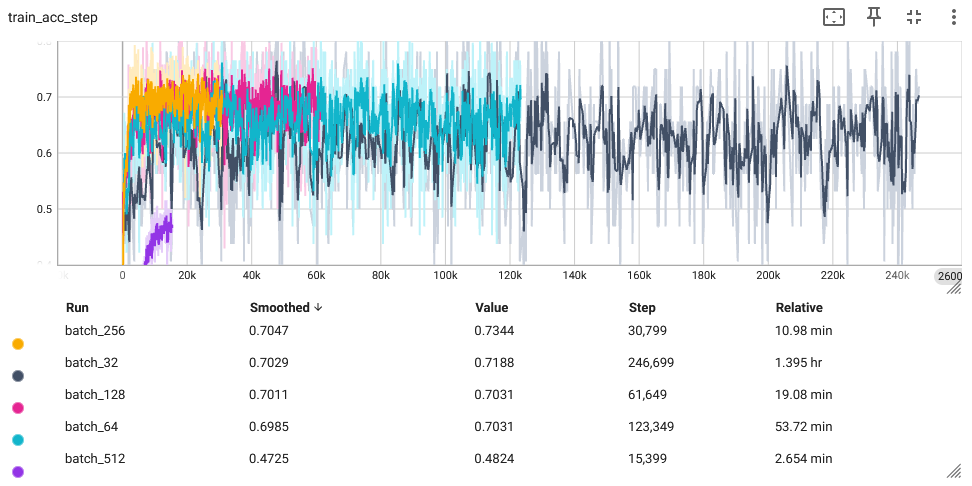 train_acc_step
0.7
0.6
0.5
0 20k 40k 60k 80k 100k 120k 140k 160k 180k 200k 220k 240k 2600
Run Smoothed ↓ Value Step Relative
batch_256 0.7047 0.7344 30,799 10.98 min
batch_32 0.7029 0.7188 246,699 1.395 hr
batch_128 0.7011 0.7031 61,649 19.08 min
batch_64 0.6985 0.7031 123,349 53.72 min
batch_512 0.4725 0.4824 15,399 2.654 min